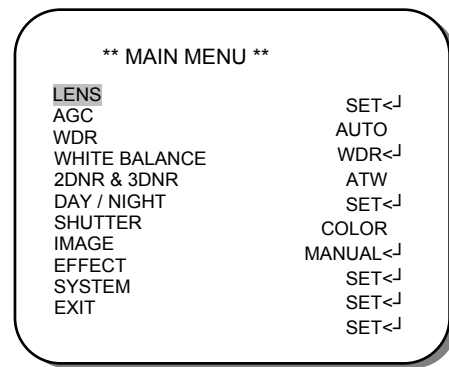 ** MAIN MENU **
LENS SET<┘
AGC AUTO
WDR WDR<┘
WHITE BALANCE ATW
2DNR & 3DNR SET<┘
DAY / NIGHT COLOR
SHUTTER MANUAL<┘
IMAGE SET<┘
EFFECT SET<┘
SYSTEM SET<┘
EXIT